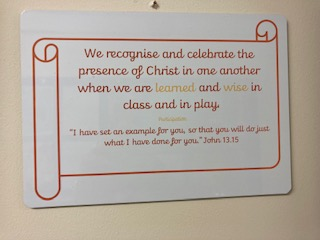 We recognise and celebrate the
presence of Christ in one another
when we are learned and wise in
class and in play.
Participation
"I have set an example for you, so that you will do just
what I have done for you." John 13.15